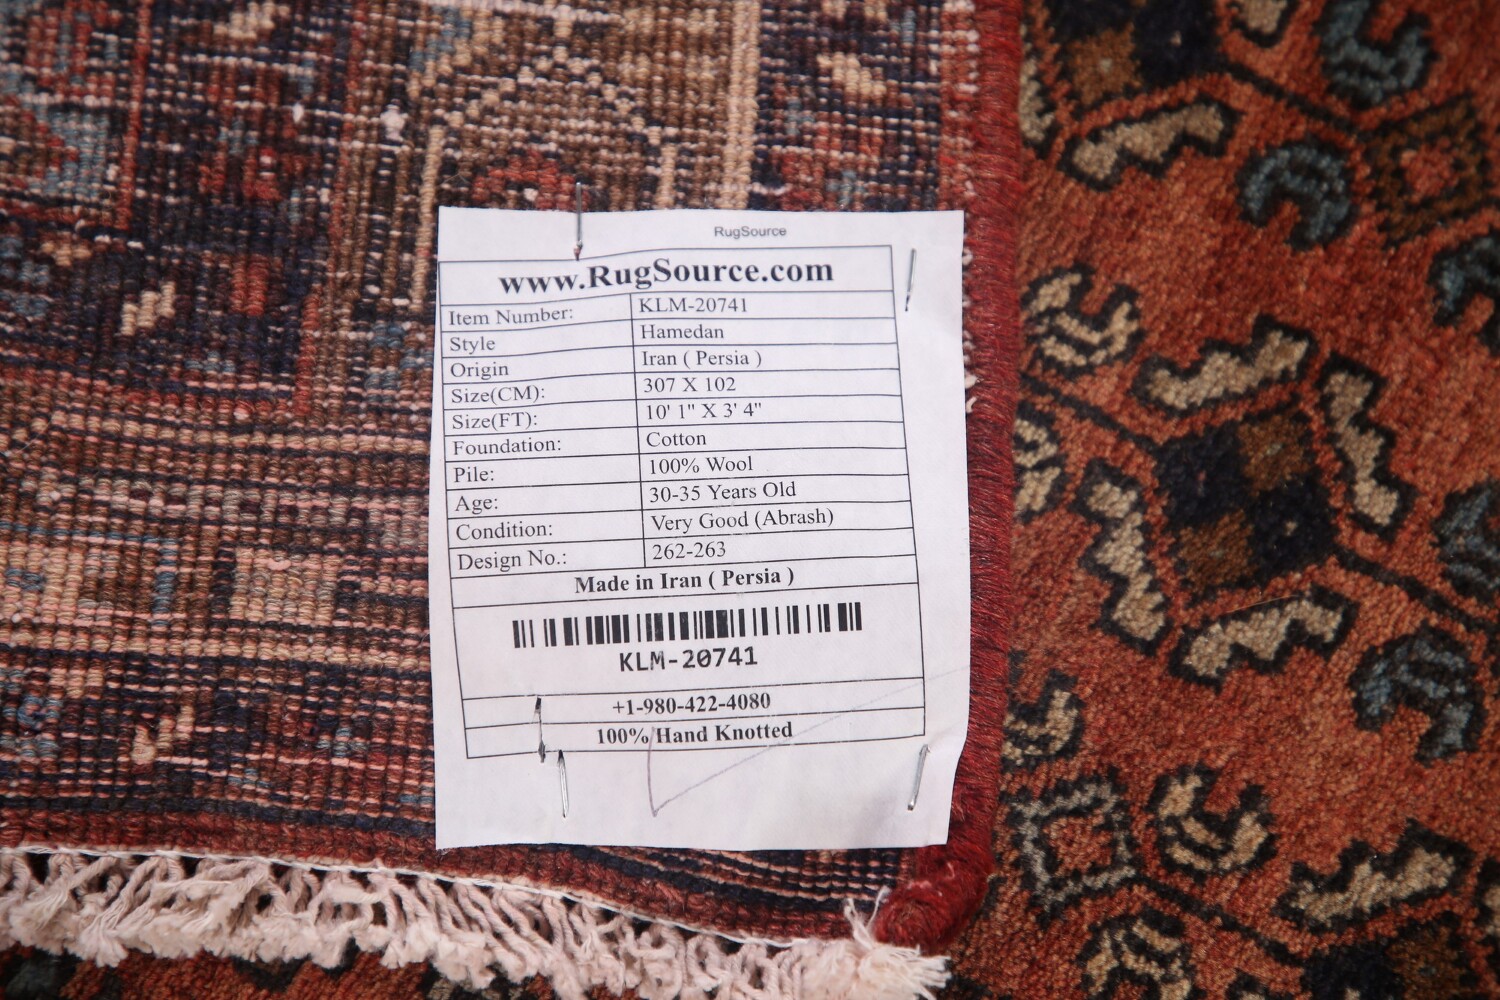 RugSource
www.RugSource.com
Item Number: KLM-20741
Style Hamedan
Origin Iran ( Persia )
Size(CM): 307 X 102
Size(FT): 10' 1" X 3' 4"
Foundation: Cotton
Pile: 100% Wool
Age: 30-35 Years Old
Condition: Very Good (Abrash)
Design No.: 262-263
Made in Iran ( Persia )
KLM-20741
+1-980-422-4080
100% Hand Knotted